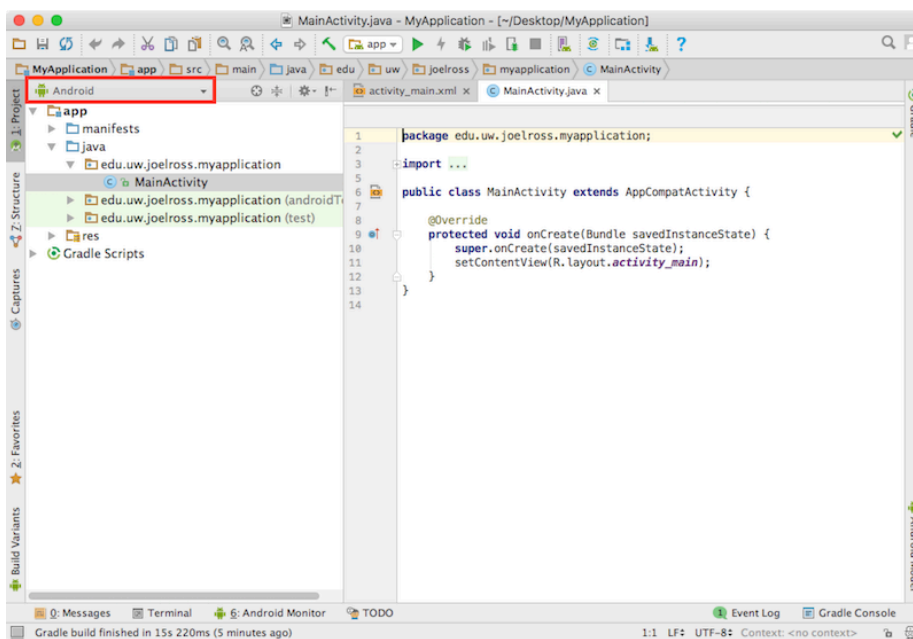 MainActivity.java - MyApplication - [~/Desktop/MyApplication]
app
MyApplication app src main java edu uw joelross myapplication MainActivity
1: Project
Android
activity_main.xml × MainActivity.java ×
app
manifests
java
edu.uw.joelross.myapplication
MainActivity
edu.uw.joelross.myapplication (androidT
edu.uw.joelross.myapplication (test)
res
Gradle Scripts
Z: Structure
Captures
2: Favorites
Build Variants
1 package edu.uw.joelross.myapplication;
2
3 import ...
5
6 public class MainActivity extends AppCompatActivity {
7
8 @Override
9 protected void onCreate(Bundle savedInstanceState) {
10 super.onCreate(savedInstanceState);
11 setContentView(R.layout.activity_main);
12 }
13 }
14
0: Messages Terminal 6: Android Monitor TODO Event Log Gradle Console
Gradle build finished in 15s 220ms (5 minutes ago) 1:1 LF UTF-8 Context: <no context>